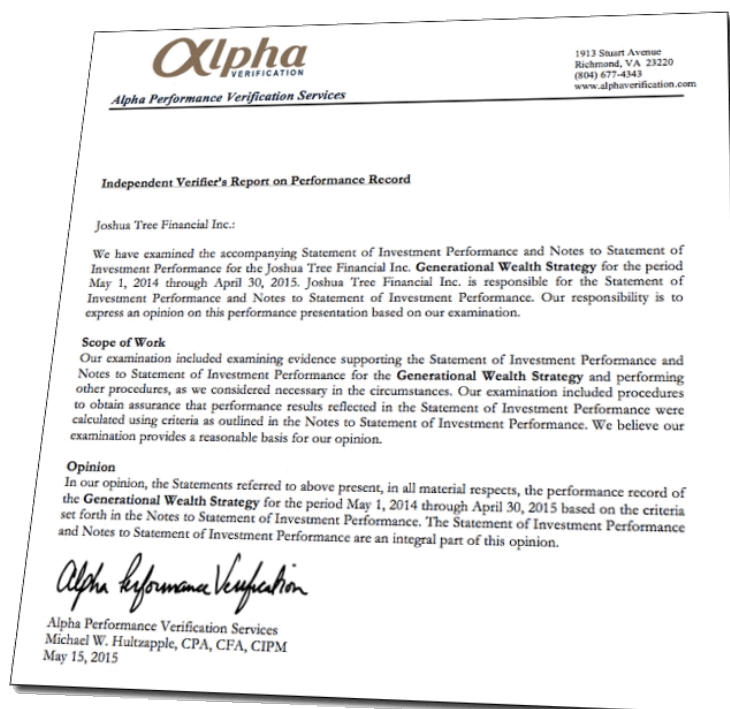 αlpha
VERIFICATION
Alpha Performance Verification Services
1913 Stuart Avenue
Richmond, VA 23220
(804) 677-4343
www.alphaverification.com
Independent Verifier's Report on Performance Record
Joshua Tree Financial Inc.:
We have examined the accompanying Statement of Investment Performance and Notes to Statement of
Investment Performance for the Joshua Tree Financial Inc. Generational Wealth Strategy for the period
May 1, 2014 through April 30, 2015. Joshua Tree Financial Inc. is responsible for the Statement of
Investment Performance and Notes to Statement of Investment Performance. Our responsibility is to
express an opinion on this performance presentation based on our examination.
Scope of Work
Our examination included examining evidence supporting the Statement of Investment Performance and
Notes to Statement of Investment Performance for the Generational Wealth Strategy and performing
other procedures, as we considered necessary in the circumstances. Our examination included procedures
to obtain assurance that performance results reflected in the Statement of Investment Performance were
calculated using criteria as outlined in the Notes to Statement of Investment Performance. We believe our
examination provides a reasonable basis for our opinion.
Opinion
In our opinion, the Statements referred to above present, in all material respects, the performance record of
the Generational Wealth Strategy for the period May 1, 2014 through April 30, 2015 based on the criteria
set forth in the Notes to Statement of Investment Performance. The Statement of Investment Performance
and Notes to Statement of Investment Performance are an integral part of this opinion.
Alpha Performance Verification
Alpha Performance Verification Services
Michael W. Hultzapple, CPA, CFA, CIPM
May 15, 2015